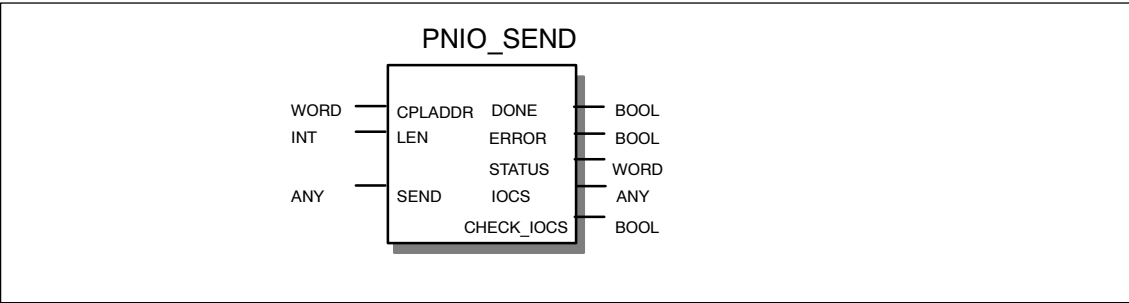 PNIO_SEND
WORD CPLADDR DONE BOOL
INT LEN ERROR BOOL
STATUS WORD
ANY SEND IOCS ANY
CHECK_IOCS BOOL